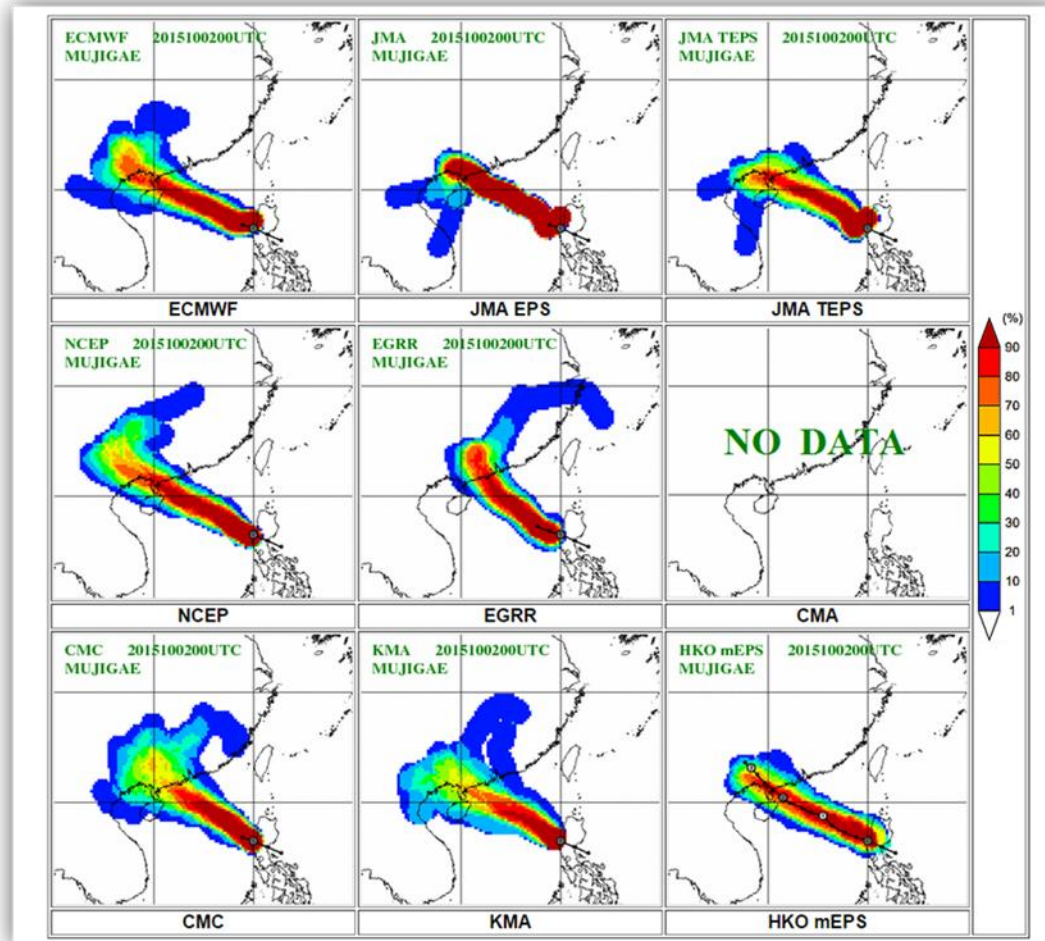 ECMWF 2015100200UTC
MUJIGAE
JMA 2015100200UTC
MUJIGAE
JMA TEPS 2015100200UTC
MUJIGAE
ECMWF
JMA EPS
JMA TEPS
NCEP 2015100200UTC
MUJIGAE
EGRR 2015100200UTC
MUJIGAE
NO DATA
NCEP
EGRR
CMA
CMC 2015100200UTC
MUJIGAE
KMA 2015100200UTC
MUJIGAE
HKO mEPS 2015100200UTC
MUJIGAE
CMC
KMA
HKO mEPS
(%)
90
80
70
60
50
40
30
20
10
1